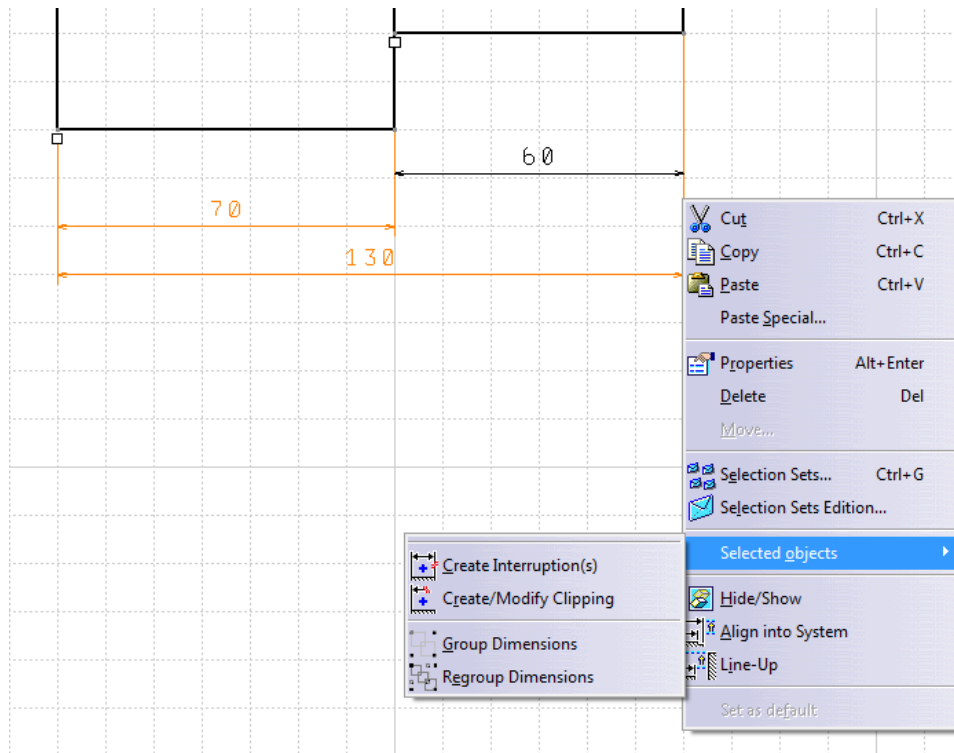 60
70
130
Cut Ctrl+X
Copy Ctrl+C
Paste Ctrl+V
Paste Special...
Properties Alt+Enter
Delete Del
Move...
Selection Sets... Ctrl+G
Selection Sets Edition...
Selected objects
Create Interruption(s)
Create/Modify Clipping
Group Dimensions
Regroup Dimensions
Hide/Show
Align into System
Line-Up
Set as default